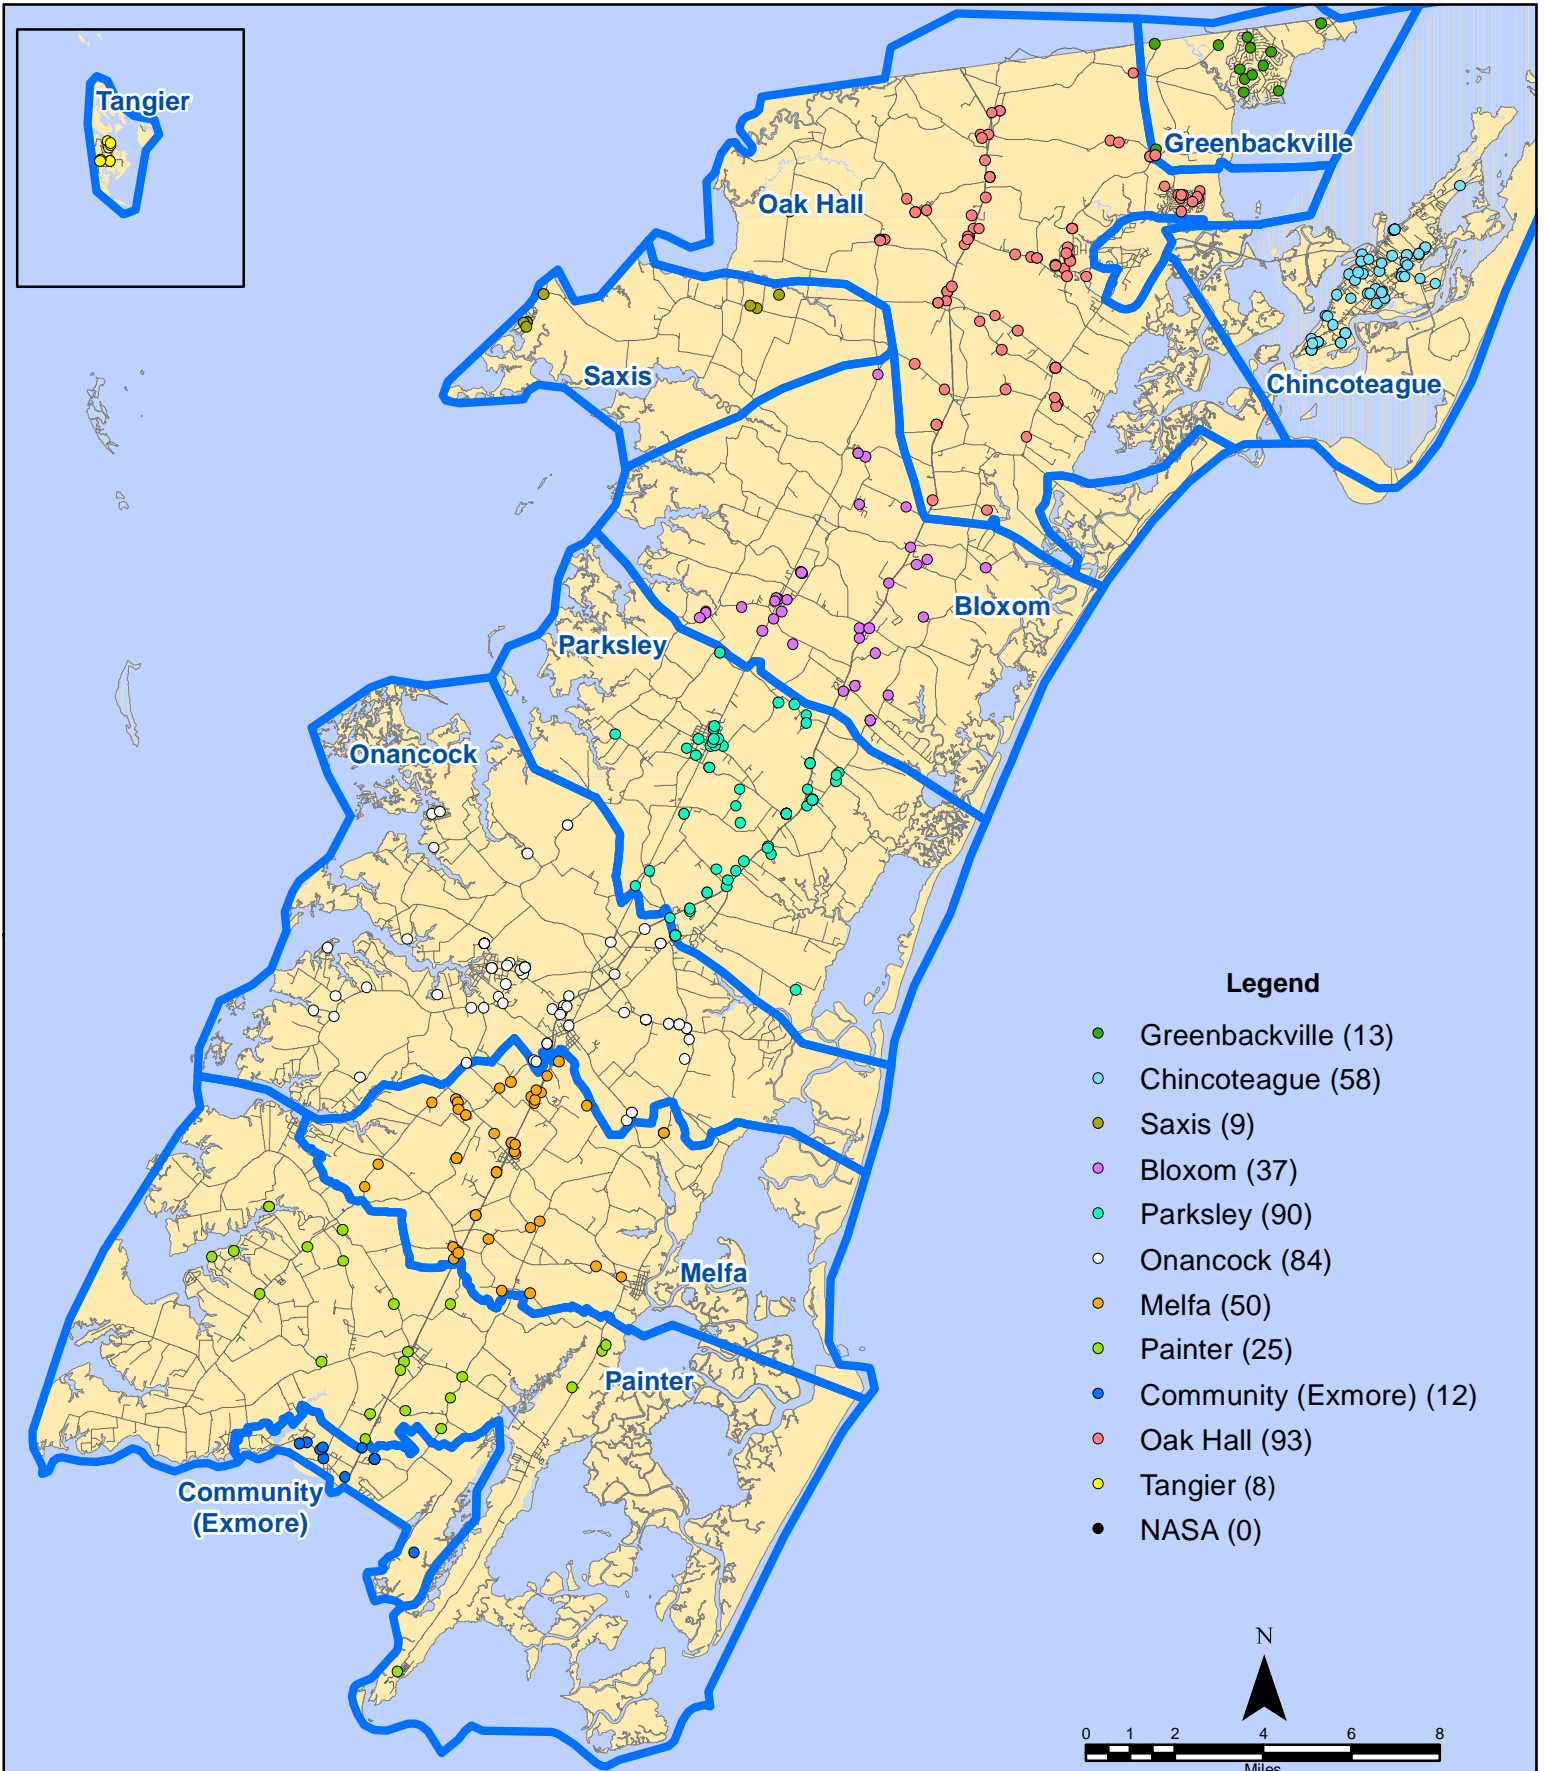 Tangier
Greenbackville
Oak Hall
Chincoteague
Saxis
Bloxom
Parksley
Onancock
Melfa
Painter
Community
(Exmore)
Legend
Greenbackville (13)
Chincoteague (58)
Saxis (9)
Bloxom (37)
Parksley (90)
Onancock (84)
Melfa (50)
Painter (25)
Community (Exmore) (12)
Oak Hall (93)
Tangier (8)
NASA (0)
N
0 1 2 4 6 8
Miles